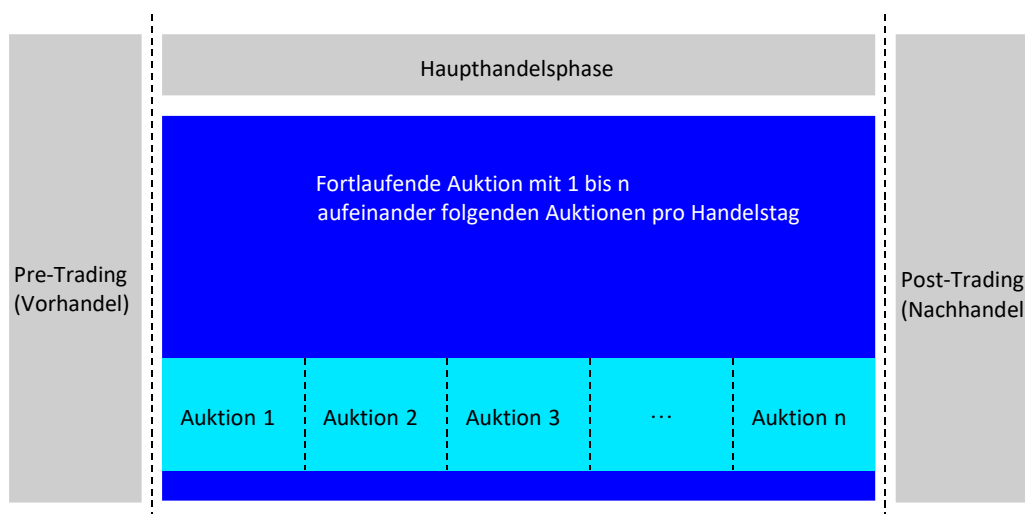 Haupthandelsphase
Fortlaufende Auktion mit 1 bis n
aufeinander folgenden Auktionen pro Handelstag
Pre-Trading
(Vorhandel)
Post-Trading
(Nachhandel
Auktion 1
Auktion 2
Auktion 3
...
Auktion n